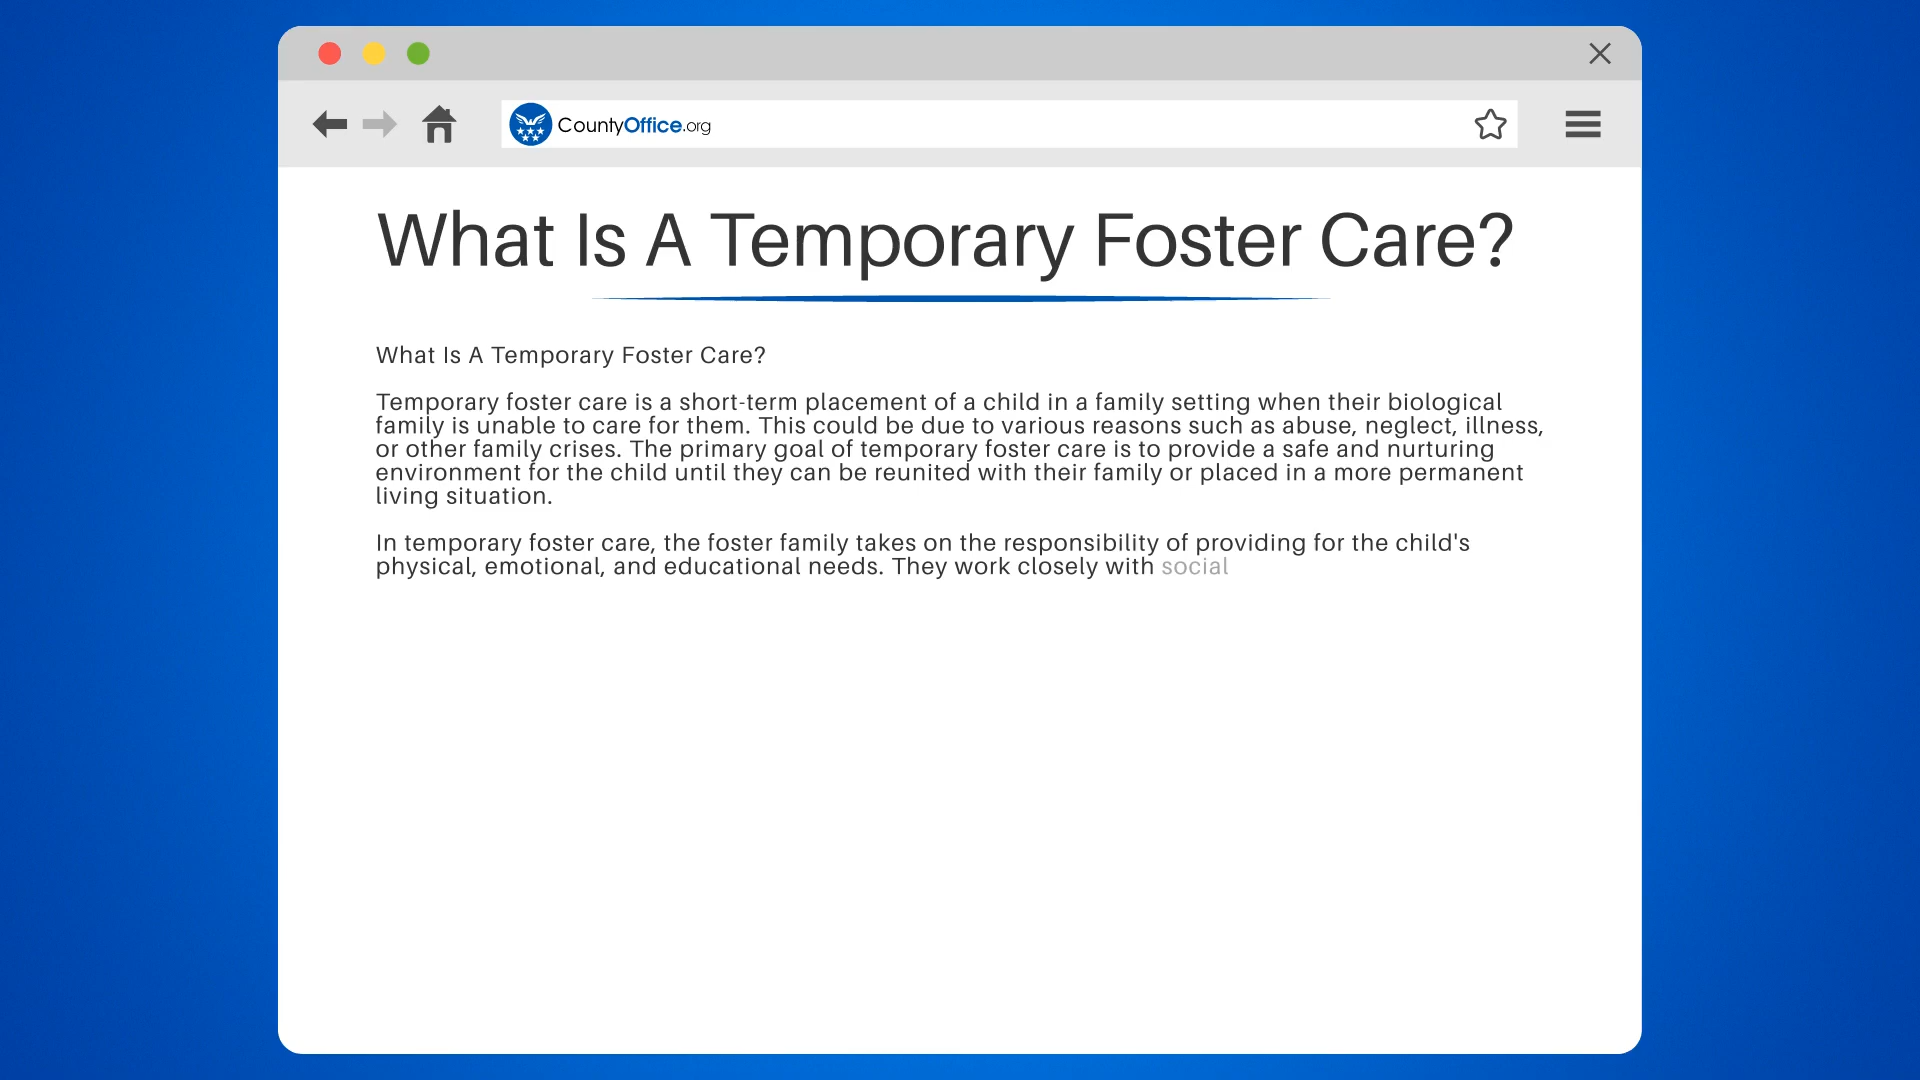 CountyOffice.org
What Is A Temporary Foster Care?
What Is A Temporary Foster Care?
Temporary foster care is a short-term placement of a child in a family setting when their biological
family is unable to care for them. This could be due to various reasons such as abuse, neglect, illness,
or other family crises. The primary goal of temporary foster care is to provide a safe and nurturing
environment for the child until they can be reunited with their family or placed in a more permanent
living situation.
In temporary foster care, the foster family takes on the responsibility of providing for the child's
physical, emotional, and educational needs. They work closely with social